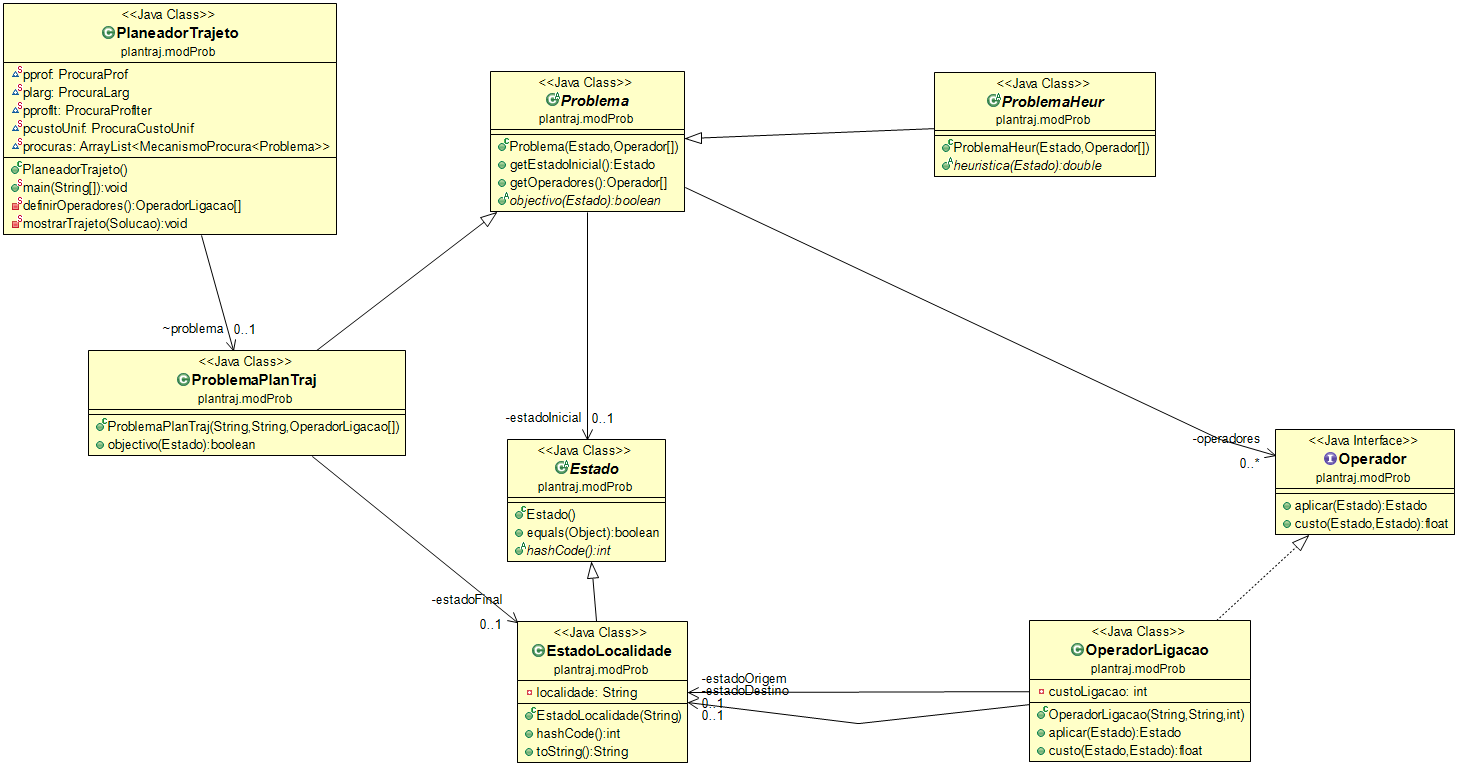 <<Java Class>>
PlaneadorTrajeto
plantraj.modProb
pprof: ProcuraProf
plarg: ProcuraLarg
pprofIt: ProcuraProfIter
pcustoUnif: ProcuraCustoUnif
procuras: ArrayList<MecanismoProcura<Problema>>
PlaneadorTrajeto()
main(String[]):void
definirOperadores():OperadorLigacao[]
mostrarTrajeto(Solucao):void
<<Java Class>>
Problema
plantraj.modProb
Problema(Estado,Operador[])
getEstadoInicial():Estado
getOperadores():Operador[]
objectivo(Estado):boolean
<<Java Class>>
ProblemaHeur
plantraj.modProb
ProblemaHeur(Estado,Operador[])
heuristica(Estado):double
~problema 0..1
<<Java Class>>
ProblemaPlanTraj
plantraj.modProb
ProblemaPlanTraj(String,String,OperadorLigacao[])
objectivo(Estado):boolean
-estadoInicial 0..1
<<Java Class>>
Estado
plantraj.modProb
Estado()
equals(Object):boolean
hashCode():int
-operadores
0..*
<<Java Interface>>
Operador
plantraj.modProb
aplicar(Estado):Estado
custo(Estado,Estado):float
-estadoFinal
0..1
<<Java Class>>
EstadoLocalidade
plantraj.modProb
localidade: String
EstadoLocalidade(String)
hashCode():int
toString():String
-estadoOrigem
-estadoDestino
0..1
0..1
<<Java Class>>
OperadorLigacao
plantraj.modProb
custoLigacao: int
OperadorLigacao(String,String,int)
aplicar(Estado):Estado
custo(Estado,Estado):float